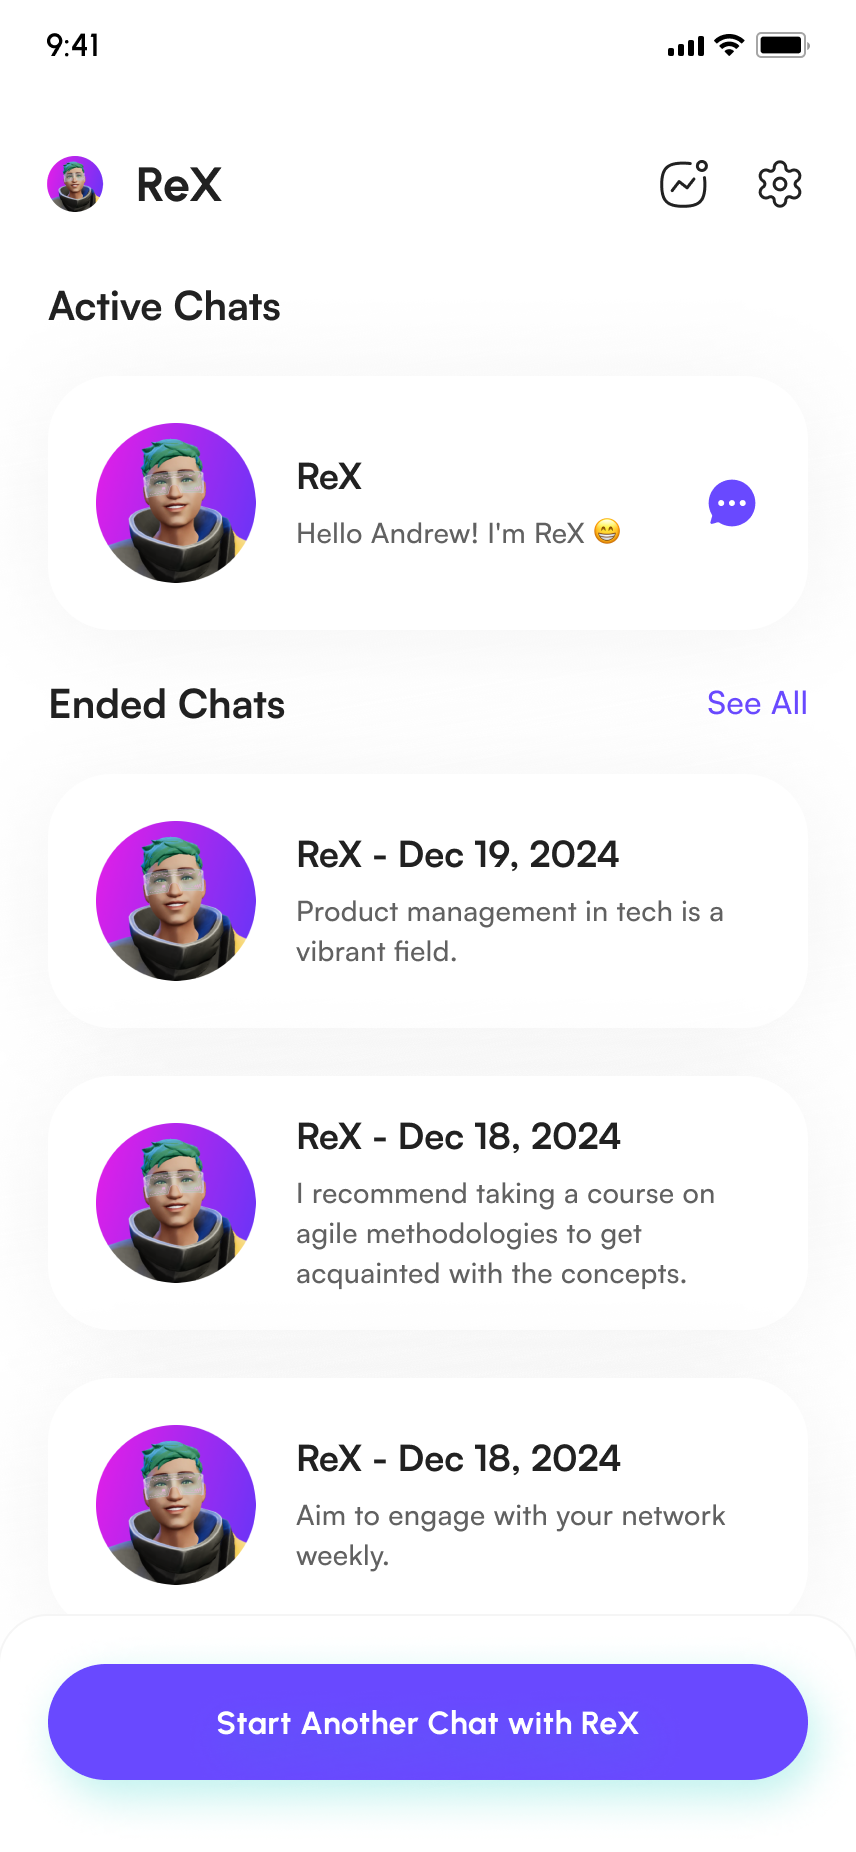 9:41
ReX
Active Chats
ReX
Hello Andrew! I'm ReX 😁
Ended Chats
See All
ReX - Dec 19, 2024
Product management in tech is a
vibrant field.
ReX - Dec 18, 2024
I recommend taking a course on
agile methodologies to get
acquainted with the concepts.
ReX - Dec 18, 2024
Aim to engage with your network
weekly.
Start Another Chat with ReX